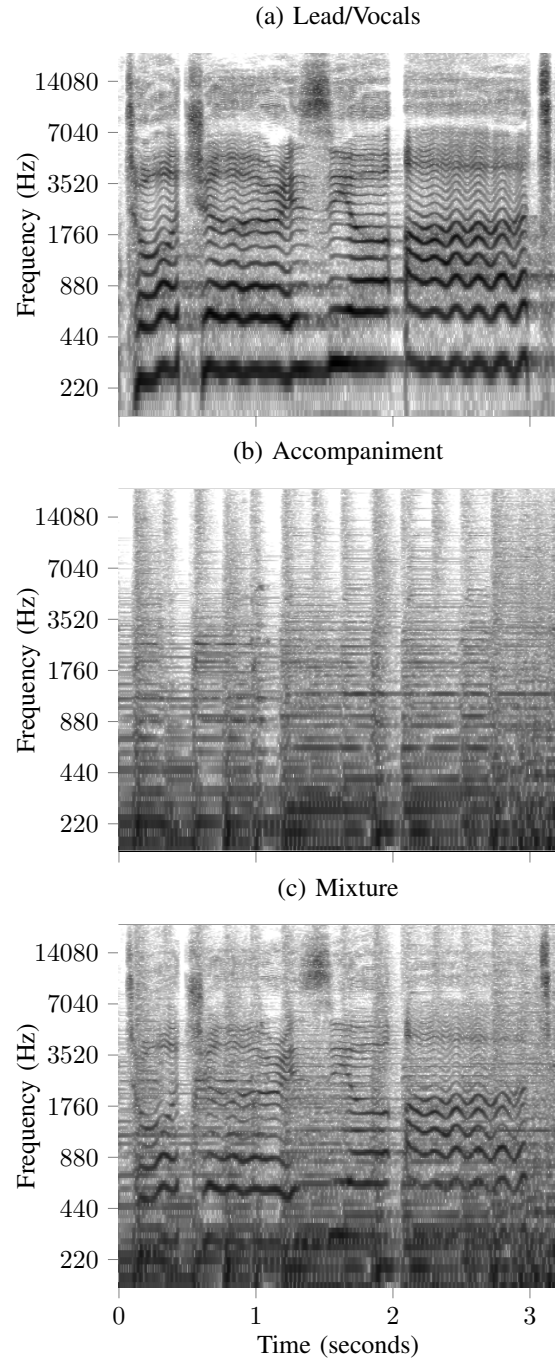 (a) Lead/Vocals
14080
7040
3520
1760
880
440
220
Frequency (Hz)
(b) Accompaniment
14080
7040
3520
1760
880
440
220
Frequency (Hz)
(c) Mixture
14080
7040
3520
1760
880
440
220
Frequency (Hz)
0 1 2 3
Time (seconds)